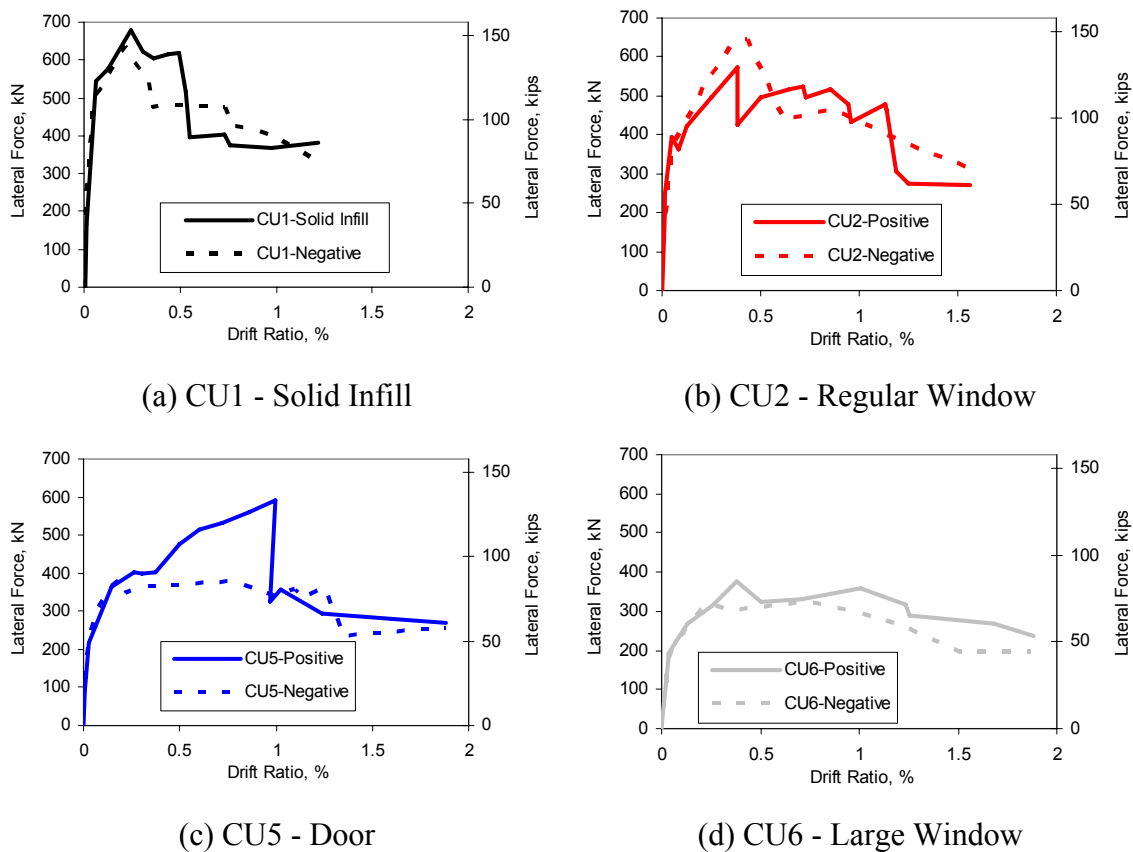 Lateral Force, kN
700
600
500
400
300
200
100
0
150
100
50
0
Lateral Force, kips
CU1-Solid Infill
CU1-Negative
0 0.5 1 1.5 2
Drift Ratio, %
(a) CU1 - Solid Infill
Lateral Force, kN
700
600
500
400
300
200
100
0
150
100
50
0
Lateral Force, kips
CU2-Positive
CU2-Negative
0 0.5 1 1.5 2
Drift Ratio, %
(b) CU2 - Regular Window
Lateral Force, kN
700
600
500
400
300
200
100
0
150
100
50
0
Lateral Force, kips
CU5-Positive
CU5-Negative
0 0.5 1 1.5 2
Drift Ratio, %
(c) CU5 - Door
Lateral Force, kN
700
600
500
400
300
200
100
0
150
100
50
0
Lateral Force, kips
CU6-Positive
CU6-Negative
0 0.5 1 1.5 2
Drift Ratio, %
(d) CU6 - Large Window